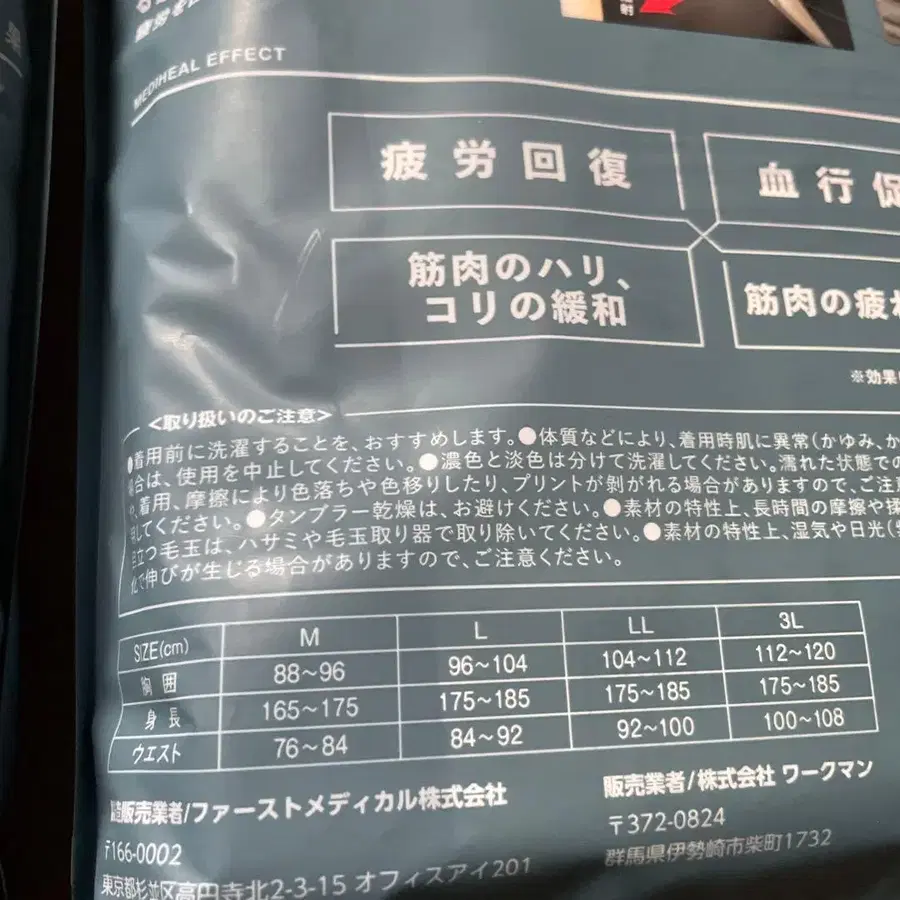 疲労を
MEDIHEAL EFFECT
疲労回復
血行促
筋肉のハリ、
コリの緩和
筋肉の疲れ
※効果
<取り扱いのご注意>
●着用前に洗濯することを、おすすめします。●体質などにより、着用時肌に異常(かゆみ、か
場合は、使用を中止してください。●濃色と淡色は分けて洗濯してください。濡れた状態での
や、着用、摩擦により色落ちや色移りしたり、プリントが剥がれる場合がありますので、ご注意
してください。●タンブラー乾燥は、お避けください。●素材の特性上、長時間の摩擦や揉
目立つ毛玉は、ハサミや毛玉取り器で取り除いてください。●素材の特性上、湿気や日光(
化で伸びが生じる場合がありますので、ご注意ください。
SIZE(cm) M L LL 3L
胸囲 88~96 96~104 104~112 112~120
身長 165~175 175~185 175~185 175~185
ウエスト 76~84 84~92 92~100 100~108
製造販売業者/ファーストメディカル株式会社
〒166-0002
東京都杉並区高円寺北2-3-15 オフィスアイ201
販売業者/株式会社 ワークマン
〒372-0824
群馬県伊勢崎市柴町1732